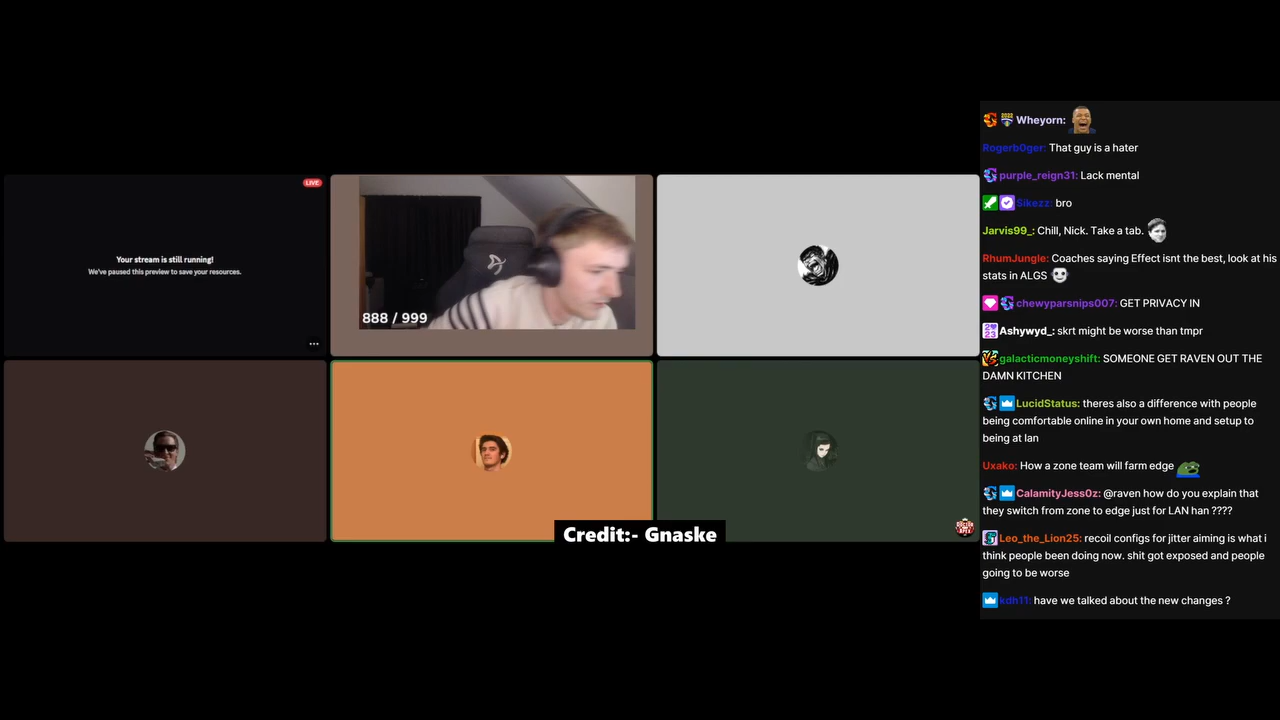 LIVE
Your stream is still running!
We've paused this preview to save your resources.
888 / 999
Credit:- Gnaske
Wheyorn:
Rogerb0ger: That guy is a hater
purple_reign31: Lack mental
Sikezz: bro
Jarvis99_: Chill, Nick. Take a tab.
RhumJungle: Coaches saying Effect isnt the best, look at his
stats in ALGS
chewyparsnips007: GET PRIVACY IN
Ashywyd_: skrt might be worse than tmpr
galacticmoneyshift: SOMEONE GET RAVEN OUT THE
DAMN KITCHEN
LucidStatus: theres also a difference with people
being comfortable online in your own home and setup to
being at lan
Uxako: How a zone team will farm edge
CalamityJess0z: @raven how do you explain that
they switch from zone to edge just for LAN han ????
Leo_the_Lion25: recoil configs for jitter aiming is what i
think people been doing now. shit got exposed and people
going to be worse
kdh11: have we talked about the new changes ?